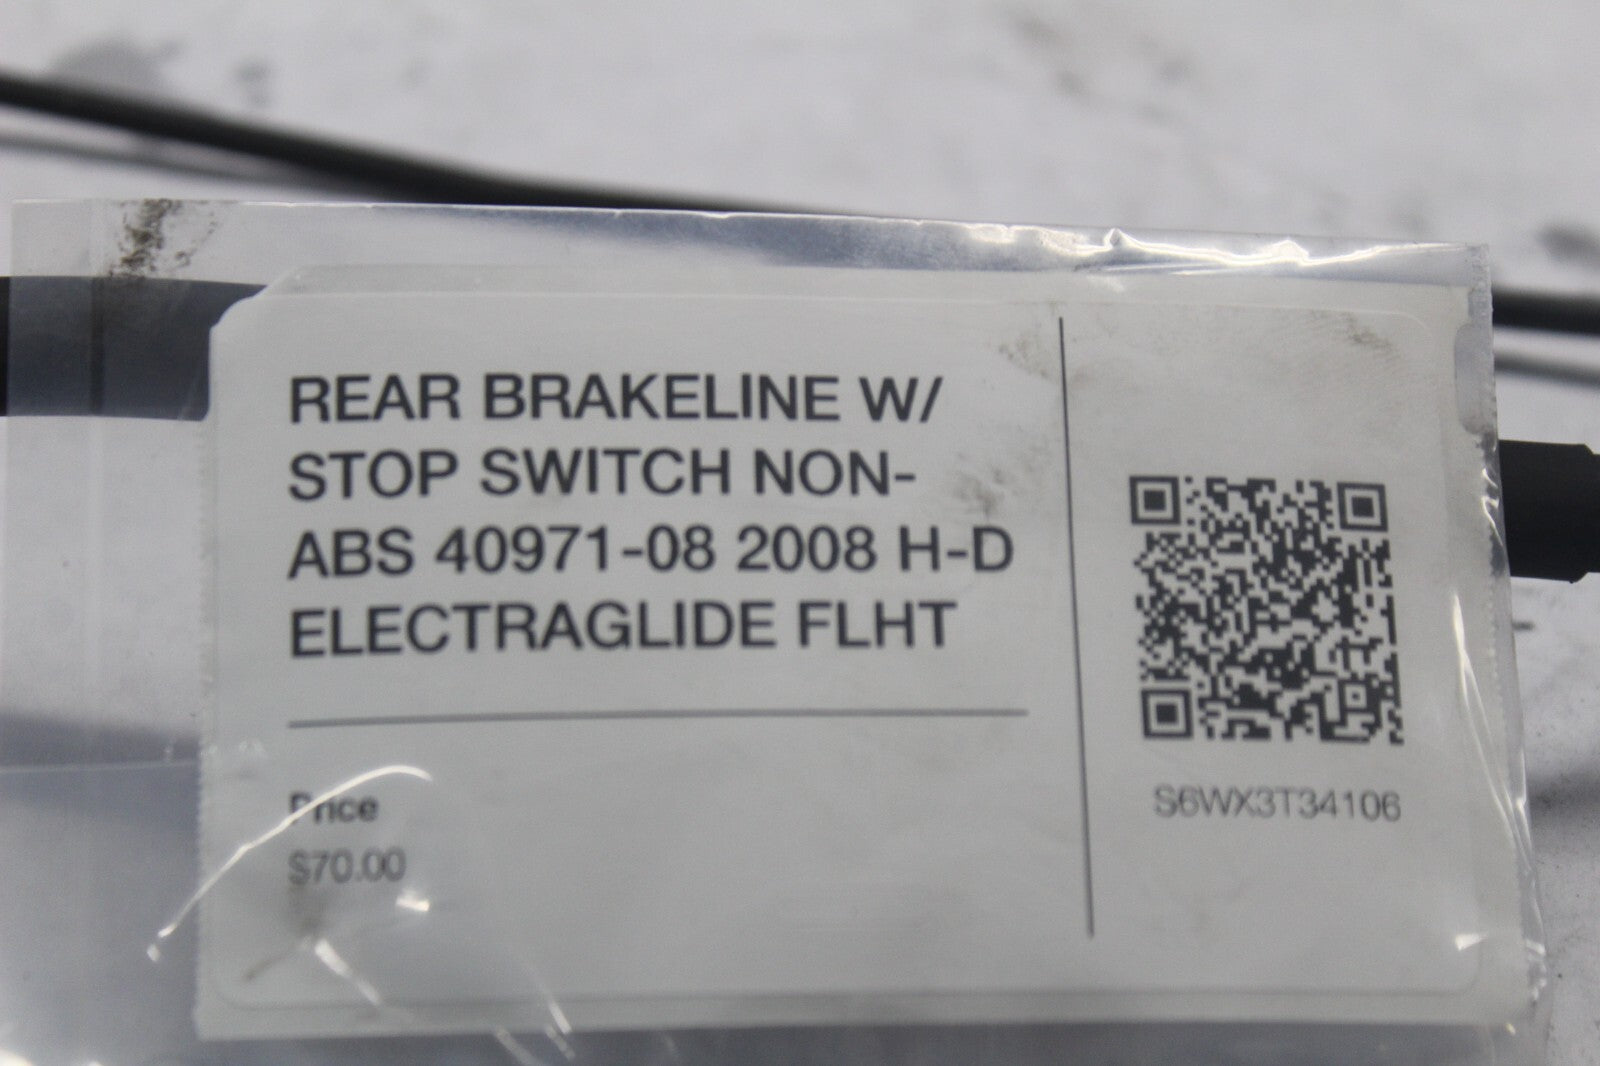 REAR BRAKELINE W/
STOP SWITCH NON-
ABS 40971-08 2008 H-D
ELECTRAGLIDE FLHT
Price
$70.00
S6WX3T34106